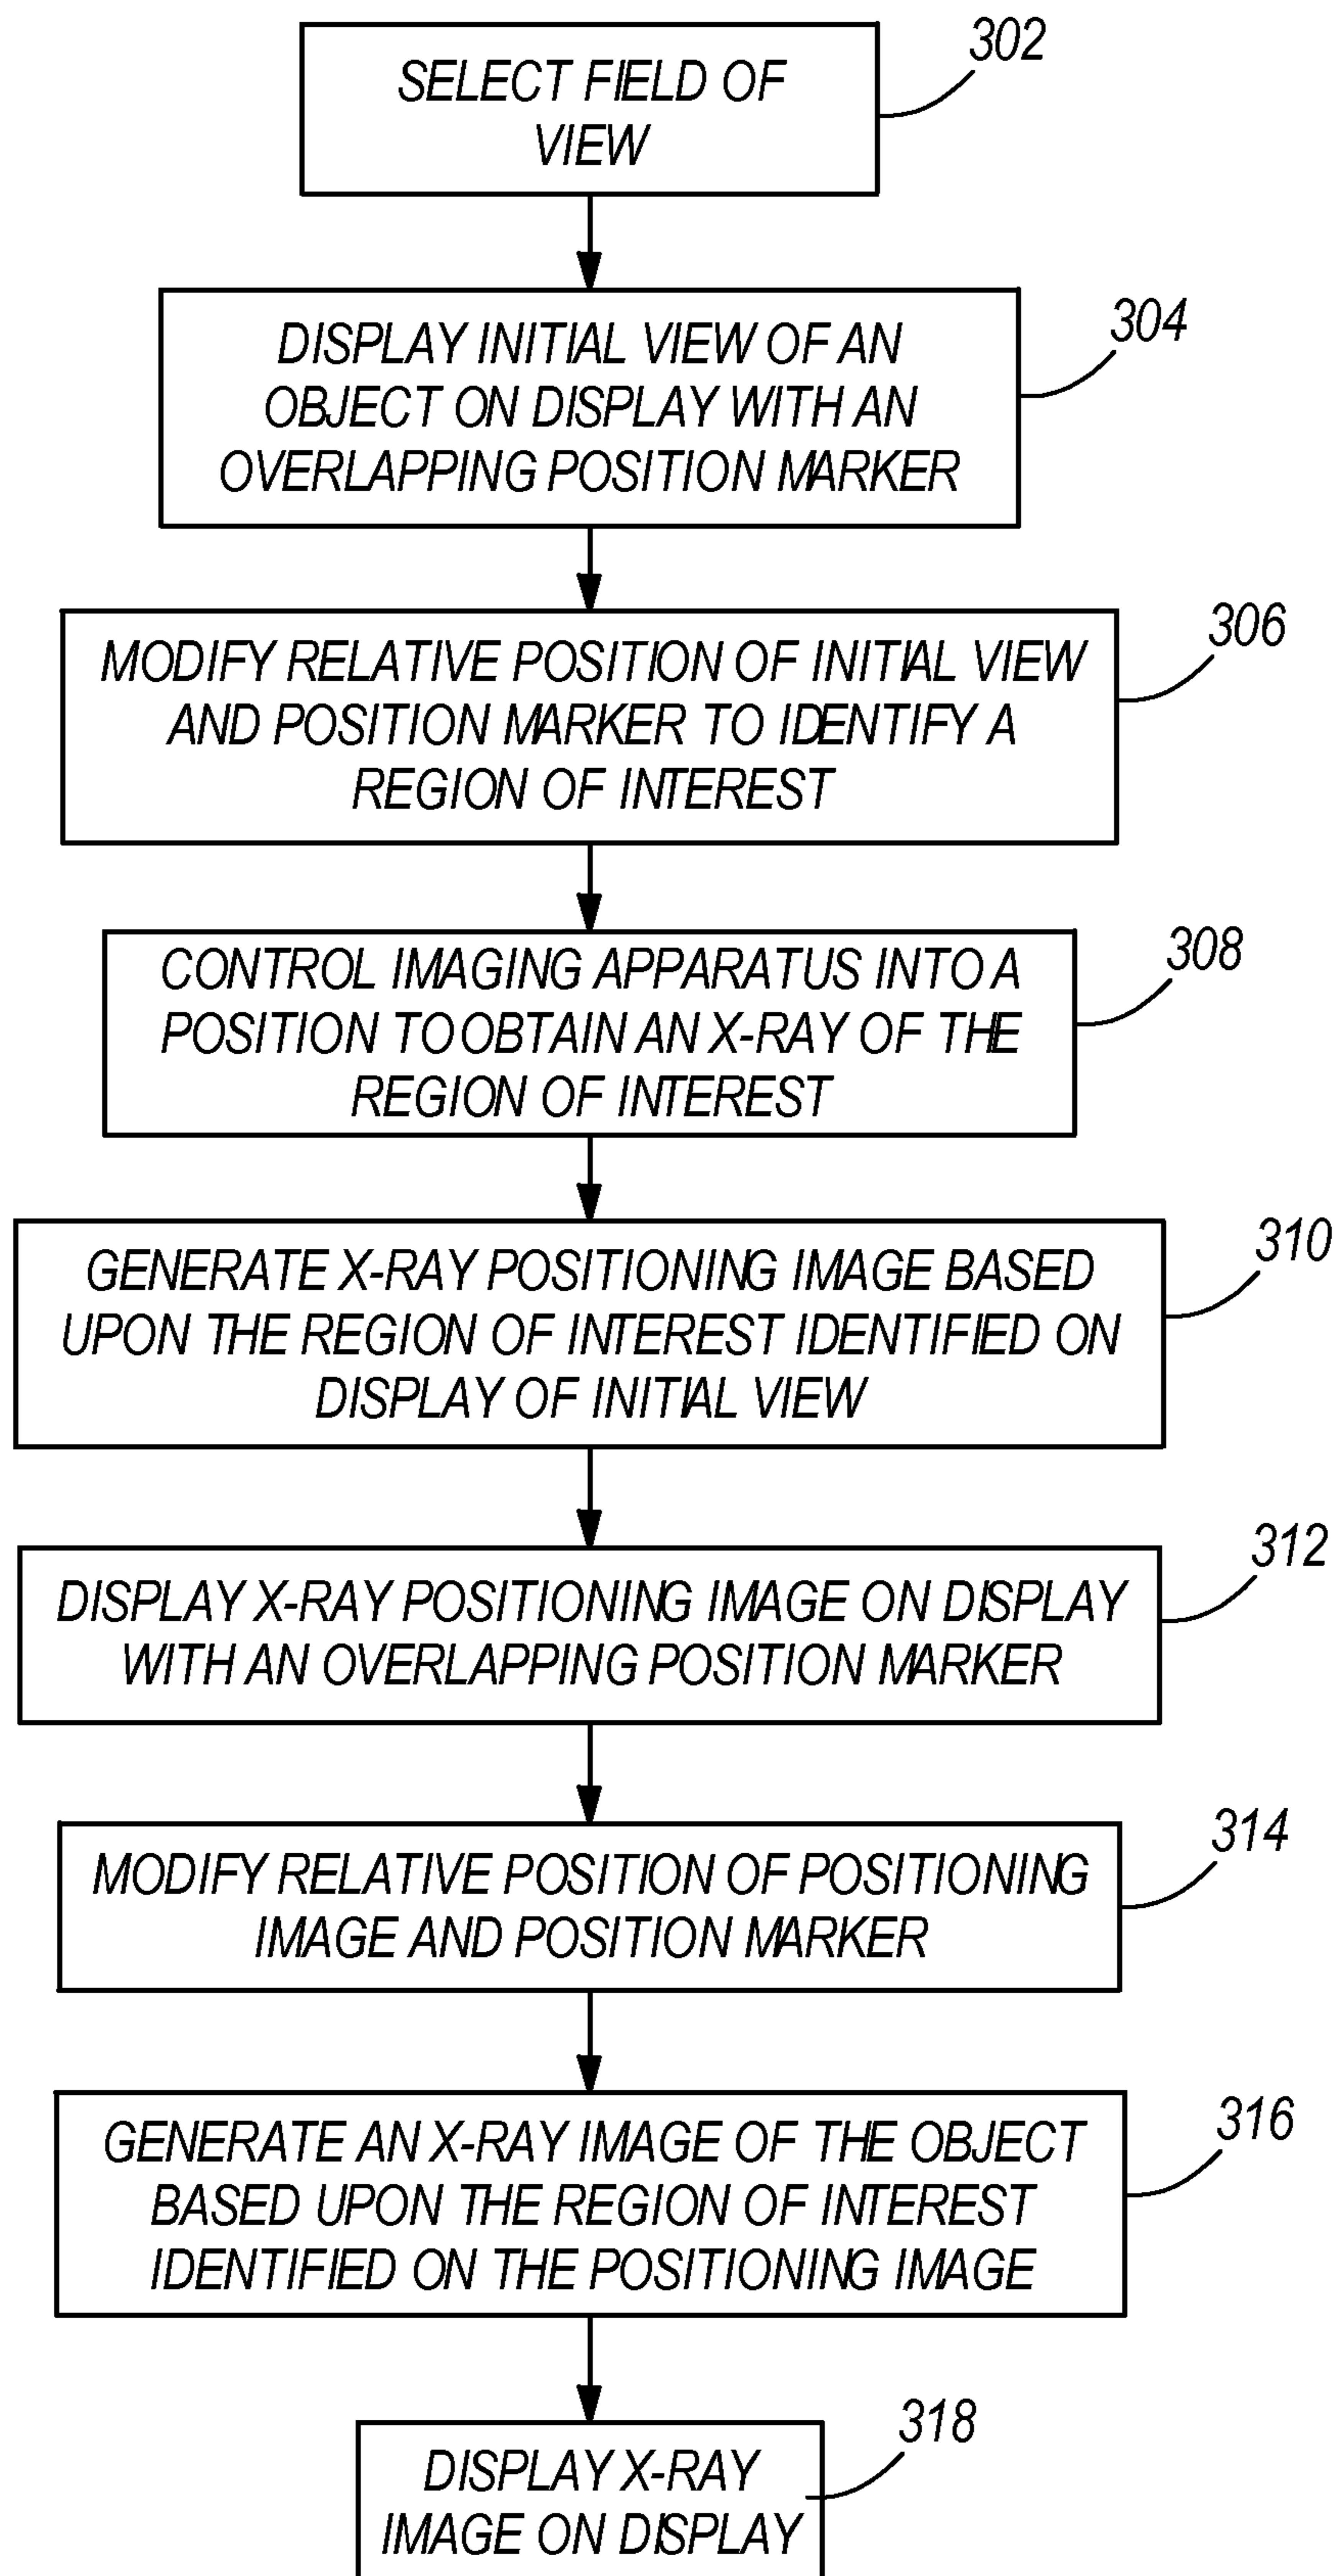 302
SELECT FIELD OF
VIEW
304
DISPLAY INITIAL VIEW OF AN
OBJECT ON DISPLAY WITH AN
OVERLAPPING POSITION MARKER
306
MODIFY RELATIVE POSITION OF INITIAL VIEW
AND POSITION MARKER TO IDENTIFY A
REGION OF INTEREST
308
CONTROL IMAGING APPARATUS INTO A
POSITION TO OBTAIN AN X-RAY OF THE
REGION OF INTEREST
310
GENERATE X-RAY POSITIONING IMAGE BASED
UPON THE REGION OF INTEREST IDENTIFIED ON
DISPLAY OF INITIAL VIEW
312
DISPLAY X-RAY POSITIONING IMAGE ON DISPLAY
WITH AN OVERLAPPING POSITION MARKER
314
MODIFY RELATIVE POSITION OF POSITIONING
IMAGE AND POSITION MARKER
316
GENERATE AN X-RAY IMAGE OF THE OBJECT
BASED UPON THE REGION OF INTEREST
IDENTIFIED ON THE POSITIONING IMAGE
318
DISPLAY X-RAY
IMAGE ON DISPLAY